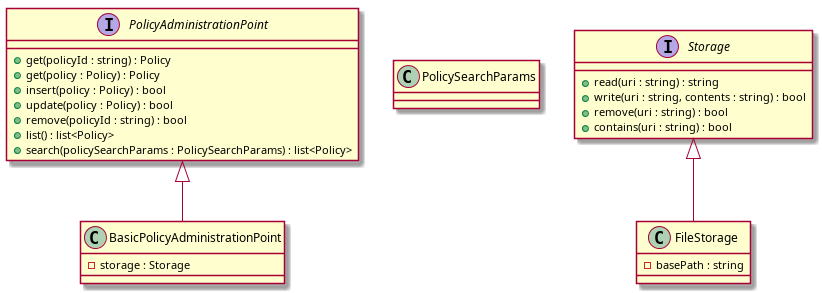 I PolicyAdministrationPoint
get(policyId : string) : Policy
get(policy : Policy) : Policy
insert(policy : Policy) : bool
update(policy : Policy) : bool
remove(policyId : string) : bool
list() : list<Policy>
search(policySearchParams : PolicySearchParams) : list<Policy>
C PolicySearchParams
I Storage
read(uri : string) : string
write(uri : string, contents : string) : bool
remove(uri : string) : bool
contains(uri : string) : bool
C BasicPolicyAdministrationPoint
storage : Storage
C FileStorage
basePath : string